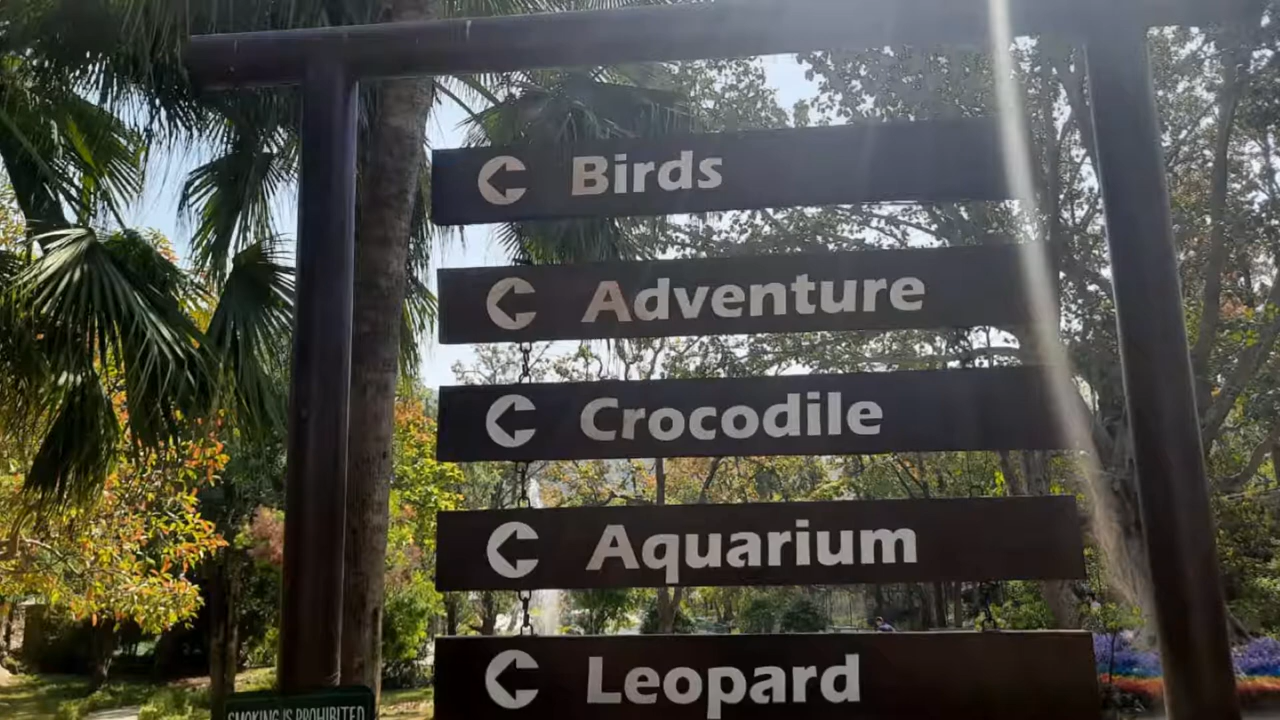 Birds
Adventure
Crocodile
Aquarium
Leopard
SMOKING IS PROHIBITED